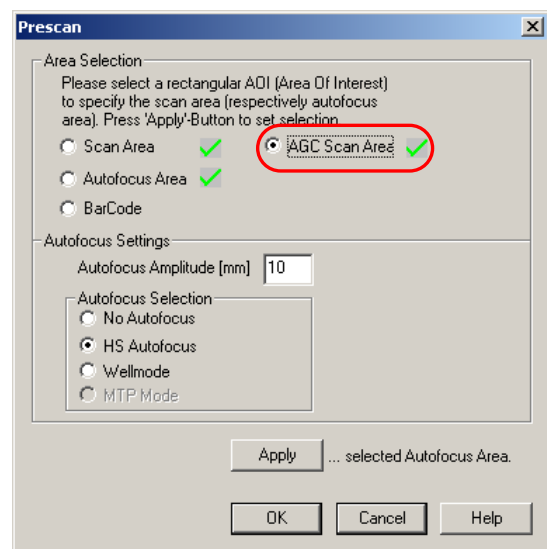 Prescan
Area Selection
Please select a rectangular AOI (Area Of Interest)
to specify the scan area (respectively autofocus
area). Press 'Apply'-Button to set selection.
Scan Area AGC Scan Area
Autofocus Area
BarCode
Autofocus Settings
Autofocus Amplitude [mm] 10
Autofocus Selection
No Autofocus
HS Autofocus
Wellmode
MTP Mode
Apply ... selected Autofocus Area.
OK Cancel Help